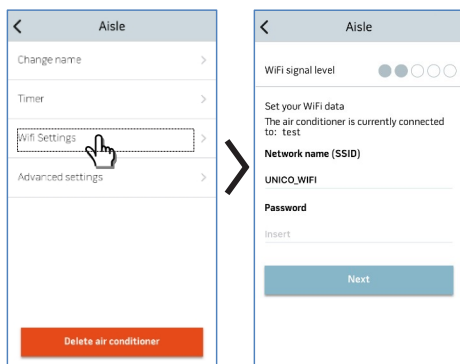 Aisle
Change name
Timer
Wifi Settings
Advanced settings
Delete air conditioner
Aisle
WiFi signal level
Set your WiFi data
The air conditioner is currently connected
to: test
Network name (SSID)
UNICO_WIFI
Password
Insert
Next